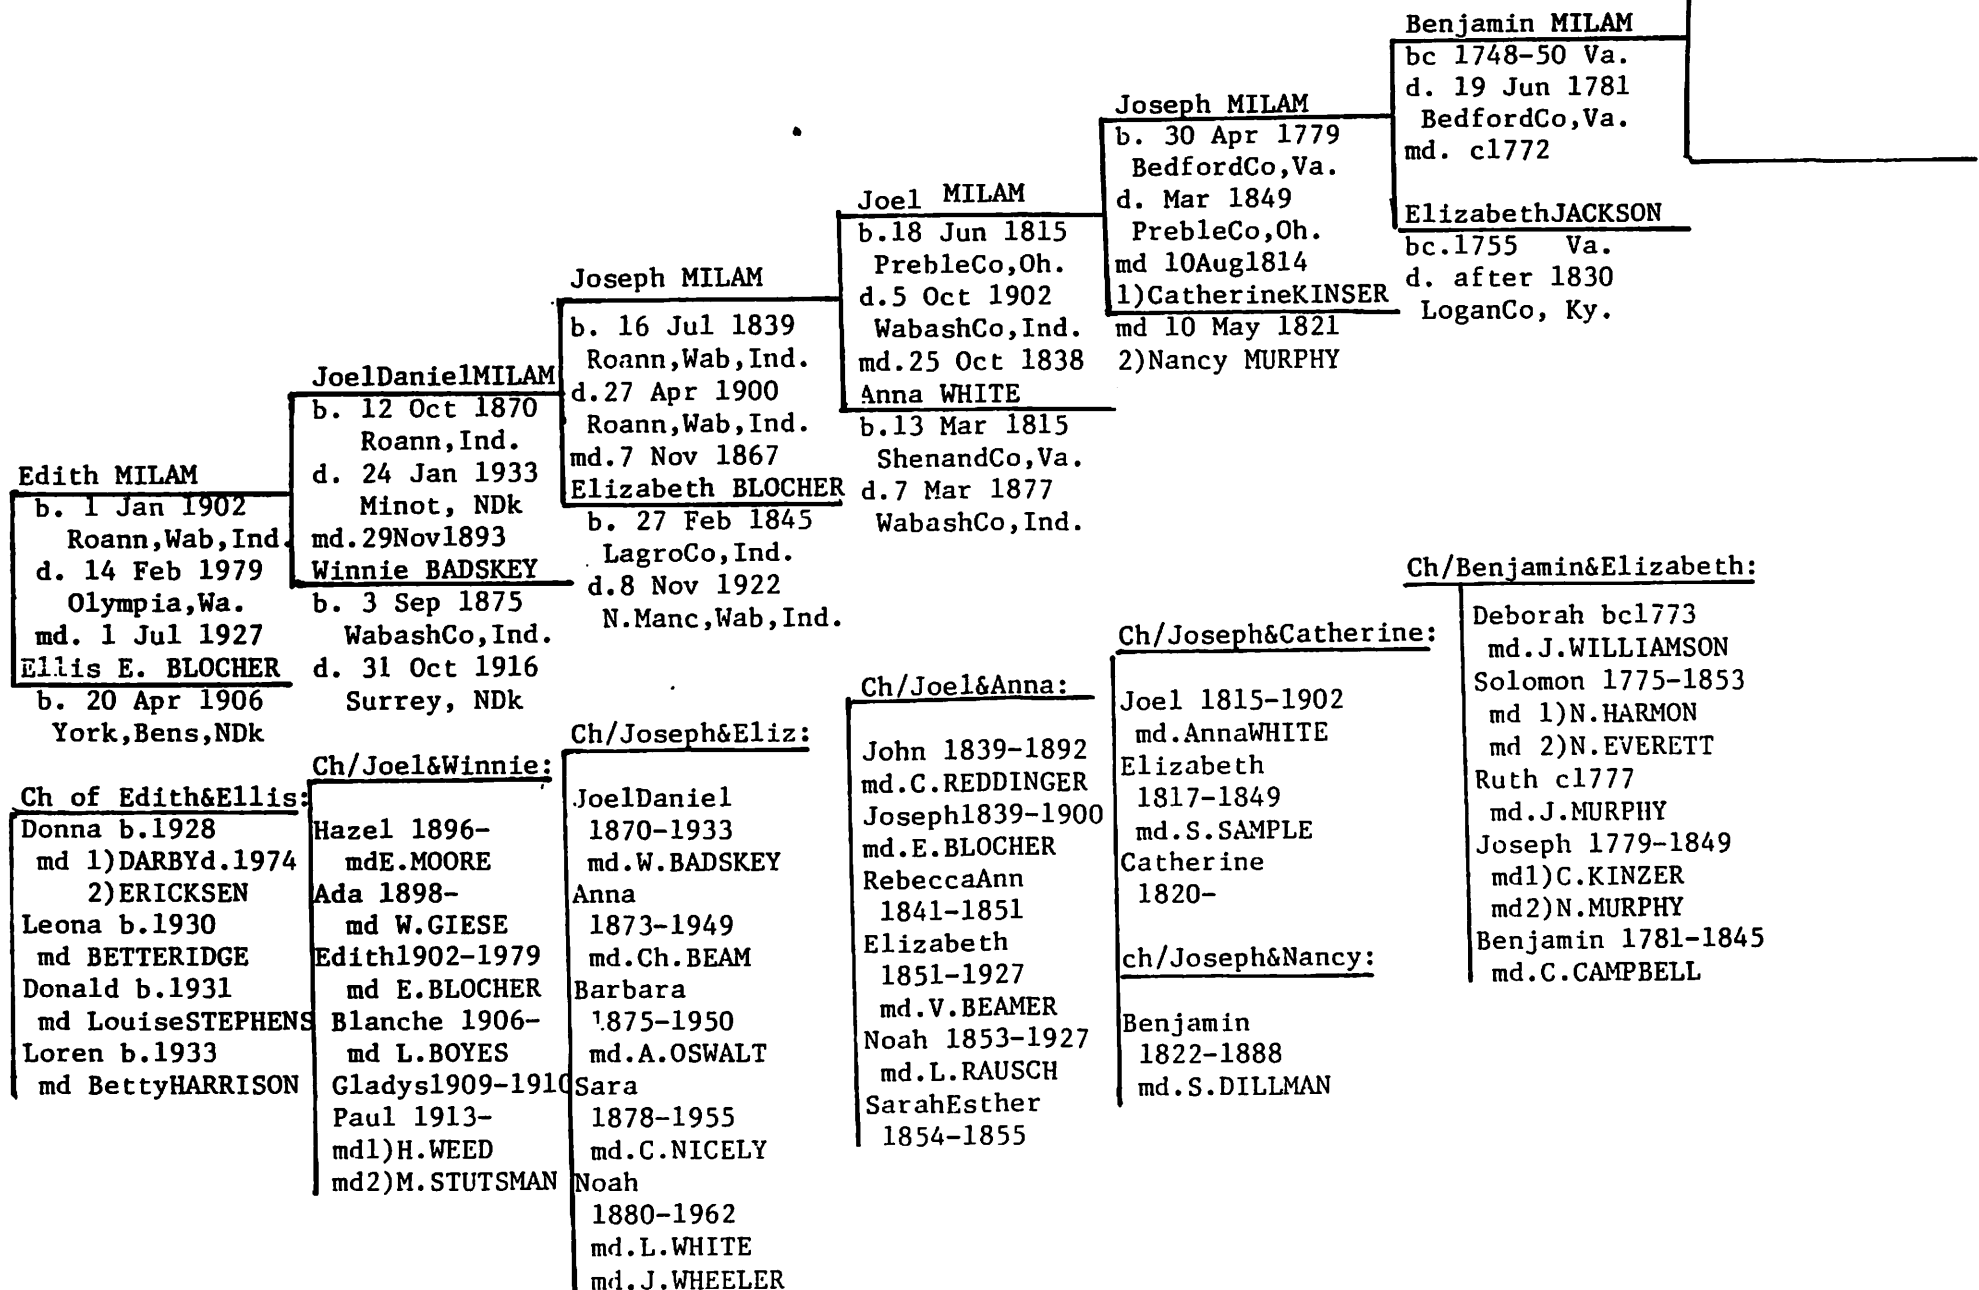 Benjamin MILAM
bc 1748-50 Va.
d. 19 Jun 1781
BedfordCo,Va.
md. c1772
ElizabethJACKSON
bc.1755 Va.
d. after 1830
LoganCo, Ky.
Joseph MILAM
b. 30 Apr 1779
BedfordCo,Va.
d. Mar 1849
PrebleCo,Oh.
md 10Aug1814
1)CatherineKINSER
md 10 May 1821
2)Nancy MURPHY
Joel MILAM
b.18 Jun 1815
PrebleCo,Oh.
d.5 Oct 1902
WabashCo,Ind.
md.25 Oct 1838
Anna WHITE
b.13 Mar 1815
ShenandCo,Va.
d.7 Mar 1877
WabashCo,Ind.
Joseph MILAM
b. 16 Jul 1839
Roann,Wab,Ind.
d.27 Apr 1900
Roann,Wab,Ind.
md.7 Nov 1867
Elizabeth BLOCHER
b. 27 Feb 1845
LagroCo,Ind.
d.8 Nov 1922
N.Manc,Wab,Ind.
JoelDanielMILAM
b. 12 Oct 1870
Roann,Ind.
d. 24 Jan 1933
Minot, NDk
md.29Nov1893
Winnie BADSKEY
b. 3 Sep 1875
WabashCo,Ind.
d. 31 Oct 1916
Surrey, NDk
Edith MILAM
b. 1 Jan 1902
Roann,Wab,Ind.
d. 14 Feb 1979
Olympia,Wa.
md. 1 Jul 1927
Ellis E. BLOCHER
b. 20 Apr 1906
York,Bens,NDk
Ch of Edith&Ellis:
Donna b.1928
md 1)DARBYd.1974
2)ERICKSEN
Leona b.1930
md BETTERIDGE
Donald b.1931
md LouiseSTEPHENS
Loren b.1933
md BettyHARRISON
Ch/Joel&Winnie:
Hazel 1896-
mdE.MOORE
Ada 1898-
md W.GIESE
Edith1902-1979
md E.BLOCHER
Blanche 1906-
md L.BOYES
Gladys1909-1910
Paul 1913-
md1)H.WEED
md2)M.STUTSMAN
Ch/Joseph&Eliz:
JoelDaniel
1870-1933
md.W.BADSKEY
Anna
1873-1949
md.Ch.BEAM
Barbara
1875-1950
md.A.OSWALT
Sara
1878-1955
md.C.NICELY
Noah
1880-1962
md.L.WHITE
md.J.WHEELER
Ch/Joel&Anna:
John 1839-1892
md.C.REDDINGER
Joseph1839-1900
md.E.BLOCHER
RebeccaAnn
1841-1851
Elizabeth
1851-1927
md.V.BEAMER
Noah 1853-1927
md.L.RAUSCH
SarahEsther
1854-1855
Ch/Joseph&Catherine:
Joel 1815-1902
md.AnnaWHITE
Elizabeth
1817-1849
md.S.SAMPLE
Catherine
1820-
ch/Joseph&Nancy:
Benjamin
1822-1888
md.S.DILLMAN
Ch/Benjamin&Elizabeth:
Deborah bc1773
md.J.WILLIAMSON
Solomon 1775-1853
md 1)N.HARMON
md 2)N.EVERETT
Ruth c1777
md.J.MURPHY
Joseph 1779-1849
md1)C.KINZER
md2)N.MURPHY
Benjamin 1781-1845
md.C.CAMPBELL